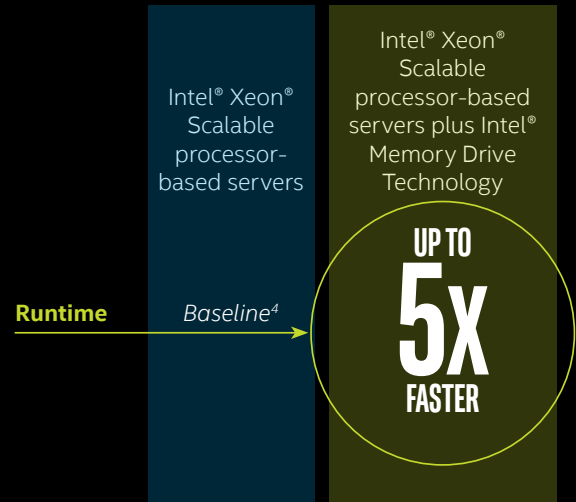 Intel® Xeon®
Scalable
processor-
based servers
Intel® Xeon®
Scalable
processor-based
servers plus Intel®
Memory Drive
Technology
Runtime
Baseline⁴
UP TO
5X
FASTER